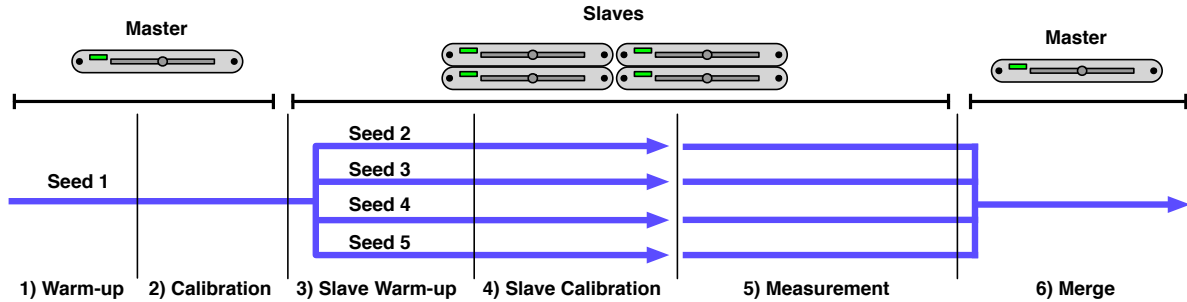 Slaves
Master
Master
Seed 1
Seed 2
Seed 3
Seed 4
Seed 5
1) Warm-up
2) Calibration
3) Slave Warm-up
4) Slave Calibration
5) Measurement
6) Merge